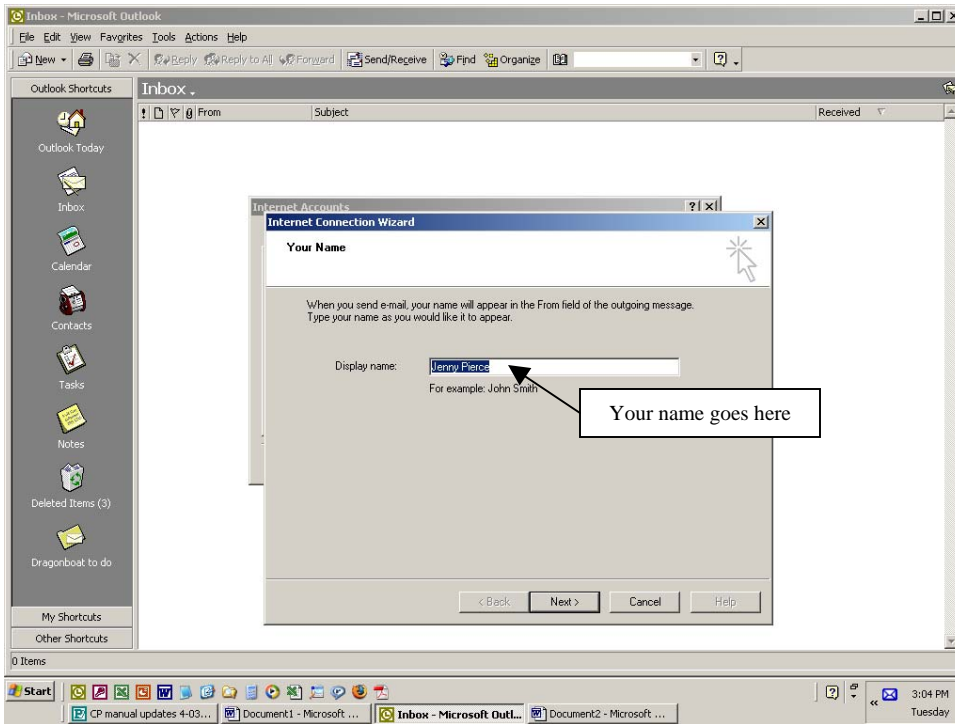 Inbox - Microsoft Outlook
File Edit View Favorites Tools Actions Help
New Reply Reply to All Forward Send/Receive Find Organize
Outlook Shortcuts
Inbox
! From Subject Received
Outlook Today
Inbox
Calendar
Contacts
Tasks
Notes
Deleted Items (3)
Dragonboat to do
My Shortcuts
Other Shortcuts
Internet Accounts ? X
Internet Connection Wizard
Your Name
When you send e-mail, your name will appear in the From field of the outgoing message.
Type your name as you would like it to appear.
Display name: Jenny Pierce
For example: John Smith
Your name goes here
< Back Next > Cancel Help
0 Items
Start 3:04 PM
CP manual updates 4-03... Document1 - Microsoft ... Inbox - Microsoft Outl... Document2 - Microsoft ... Tuesday